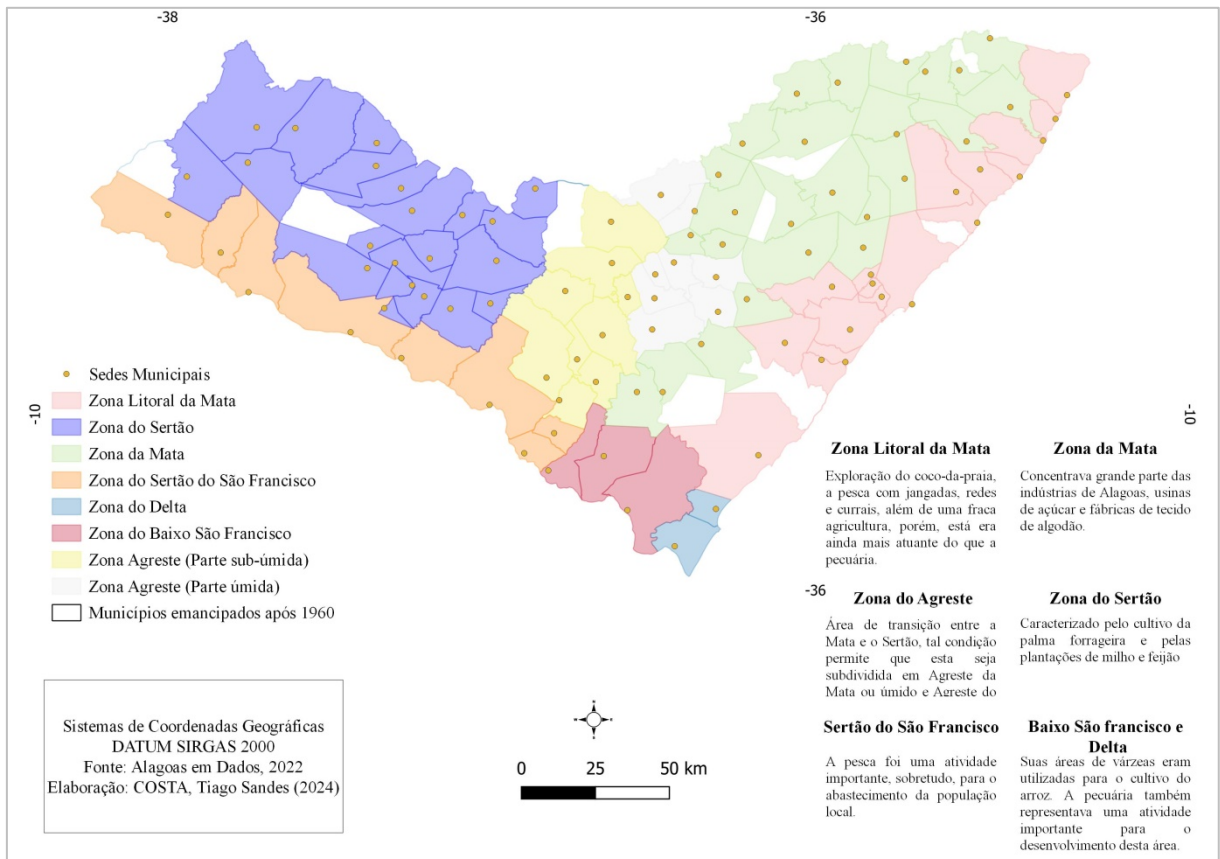 -38
-36
-10
-10
Sedes Municipais
Zona Litoral da Mata
Zona do Sertão
Zona da Mata
Zona do Sertão do São Francisco
Zona do Delta
Zona do Baixo São Francisco
Zona Agreste (Parte sub-úmida)
Zona Agreste (Parte úmida)
Municípios emancipados após 1960
Zona Litoral da Mata
Exploração do coco-da-praia,
a pesca com jangadas, redes
e currais, além de uma fraca
agricultura, porém, está era
ainda mais atuante do que a
pecuária.
Zona da Mata
Concentrava grande parte das
indústrias de Alagoas, usinas
de açúcar e fábricas de tecido
de algodão.
-36
Zona do Agreste
Área de transição entre a
Mata e o Sertão, tal condição
permite que esta seja
subdividida em Agreste da
Mata ou úmido e Agreste do
Zona do Sertão
Caracterizado pelo cultivo da
palma forrageira e pelas
plantações de milho e feijão
Sertão do São Francisco
A pesca foi uma atividade
importante, sobretudo, para o
abastecimento da população
local.
Baixo São francisco e
Delta
Suas áreas de várzeas eram
utilizadas para o cultivo do
arroz. A pecuária também
representava uma atividade
importante para o
desenvolvimento desta área.
Sistemas de Coordenadas Geográficas
DATUM SIRGAS 2000
Fonte: Alagoas em Dados, 2022
Elaboração: COSTA, Tiago Sandes (2024)
0 25 50 km